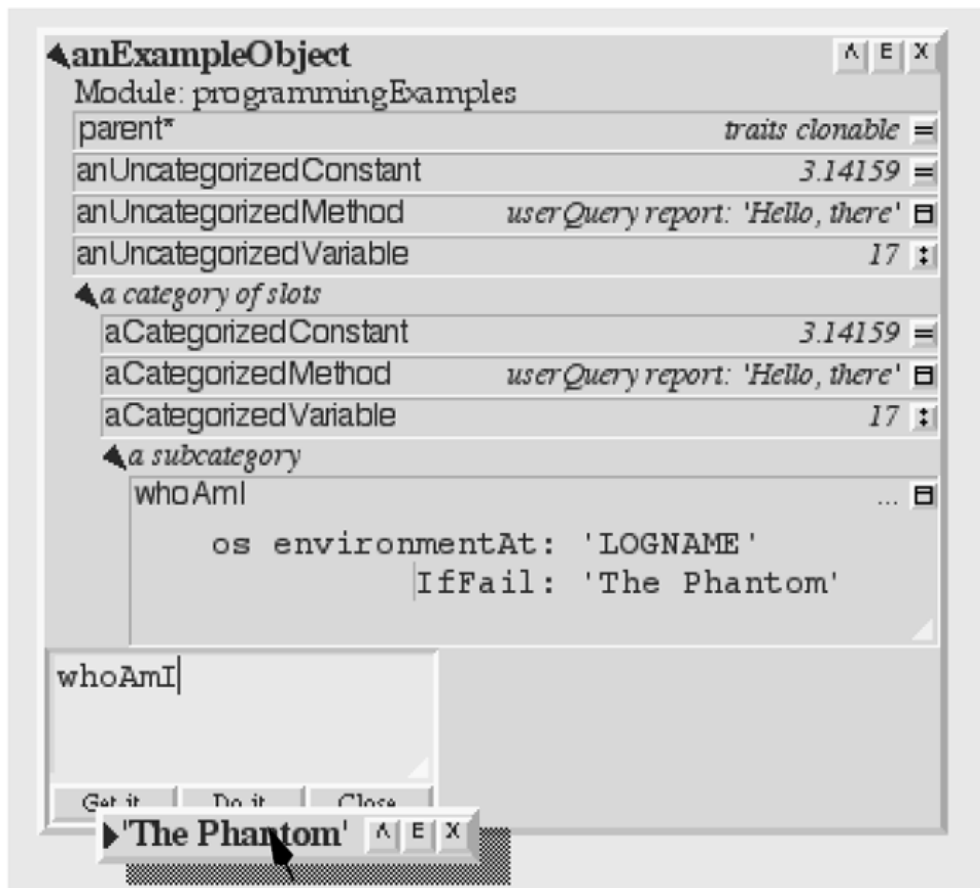 anExampleObject Λ E X
Module: programmingExamples
parent* traits clonable =
anUncategorizedConstant 3.14159 =
anUncategorizedMethod userQuery report: 'Hello, there'
anUncategorizedVariable 17
a category of slots
aCategorizedConstant 3.14159 =
aCategorizedMethod userQuery report: 'Hello, there'
aCategorizedVariable 17
a subcategory
whoAmI ...
os environmentAt: 'LOGNAME'
IfFail: 'The Phantom'
whoAmI
Get it Do it Close
'The Phantom' Λ E X